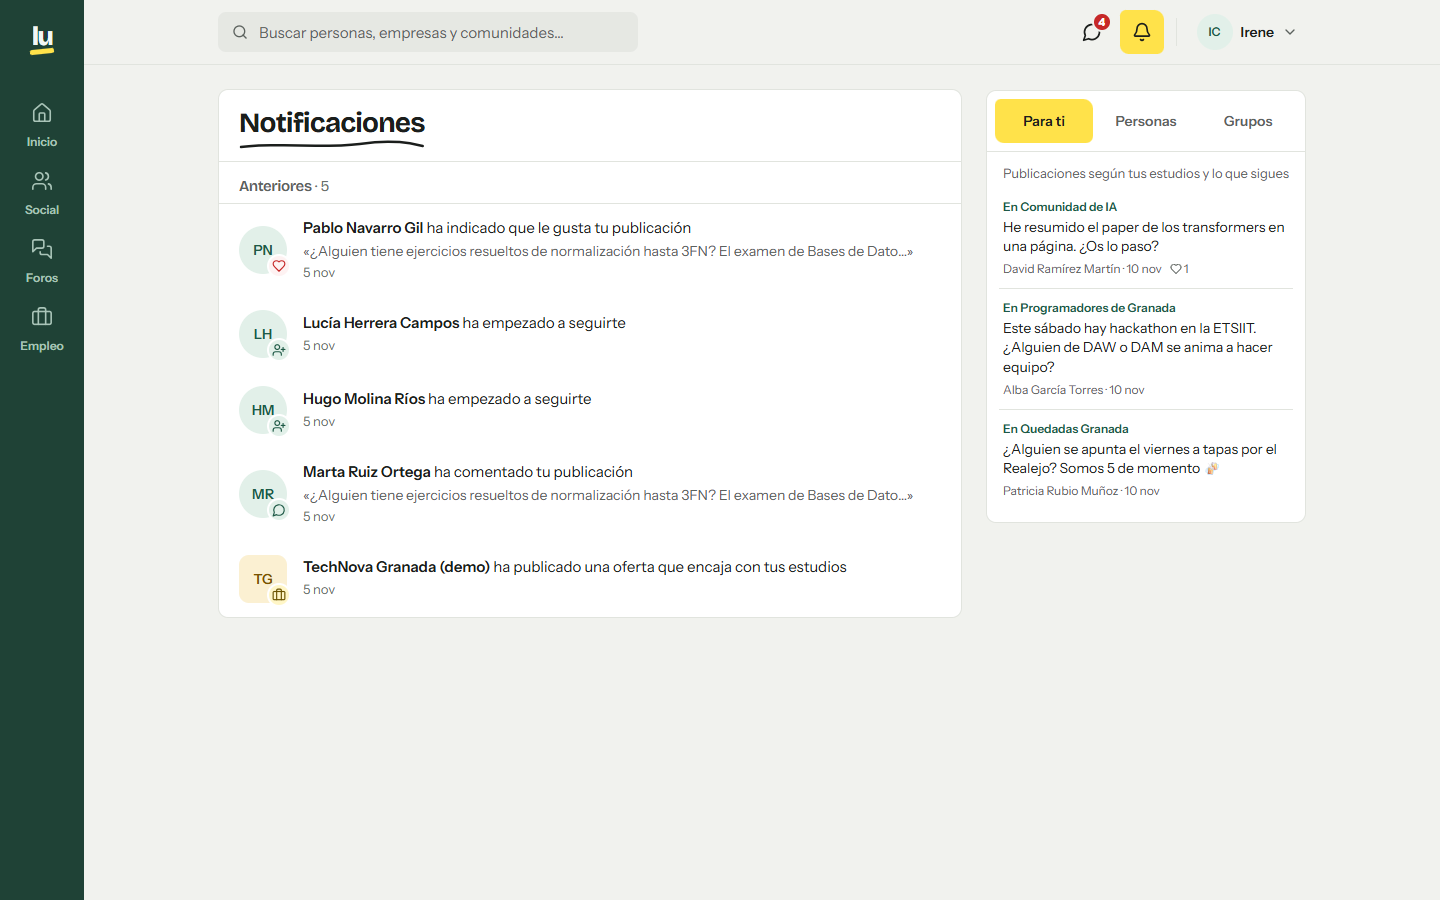 lu
Inicio
Social
Foros
Empleo
Buscar personas, empresas y comunidades...
4
IC
Irene
Notificaciones
Anteriores · 5
PN
Pablo Navarro Gil ha indicado que le gusta tu publicación
«¿Alguien tiene ejercicios resueltos de normalización hasta 3FN? El examen de Bases de Dato...»
5 nov
LH
Lucía Herrera Campos ha empezado a seguirte
5 nov
HM
Hugo Molina Ríos ha empezado a seguirte
5 nov
MR
Marta Ruiz Ortega ha comentado tu publicación
«¿Alguien tiene ejercicios resueltos de normalización hasta 3FN? El examen de Bases de Dato...»
5 nov
TG
TechNova Granada (demo) ha publicado una oferta que encaja con tus estudios
5 nov
Para ti
Personas
Grupos
Publicaciones según tus estudios y lo que sigues
En Comunidad de IA
He resumido el paper de los transformers en
una página. ¿Os lo paso?
David Ramírez Martín · 10 nov 1
En Programadores de Granada
Este sábado hay hackathon en la ETSIIT.
¿Alguien de DAW o DAM se anima a hacer
equipo?
Alba García Torres · 10 nov
En Quedadas Granada
¿Alguien se apunta el viernes a tapas por el
Realejo? Somos 5 de momento
Patricia Rubio Muñoz · 10 nov